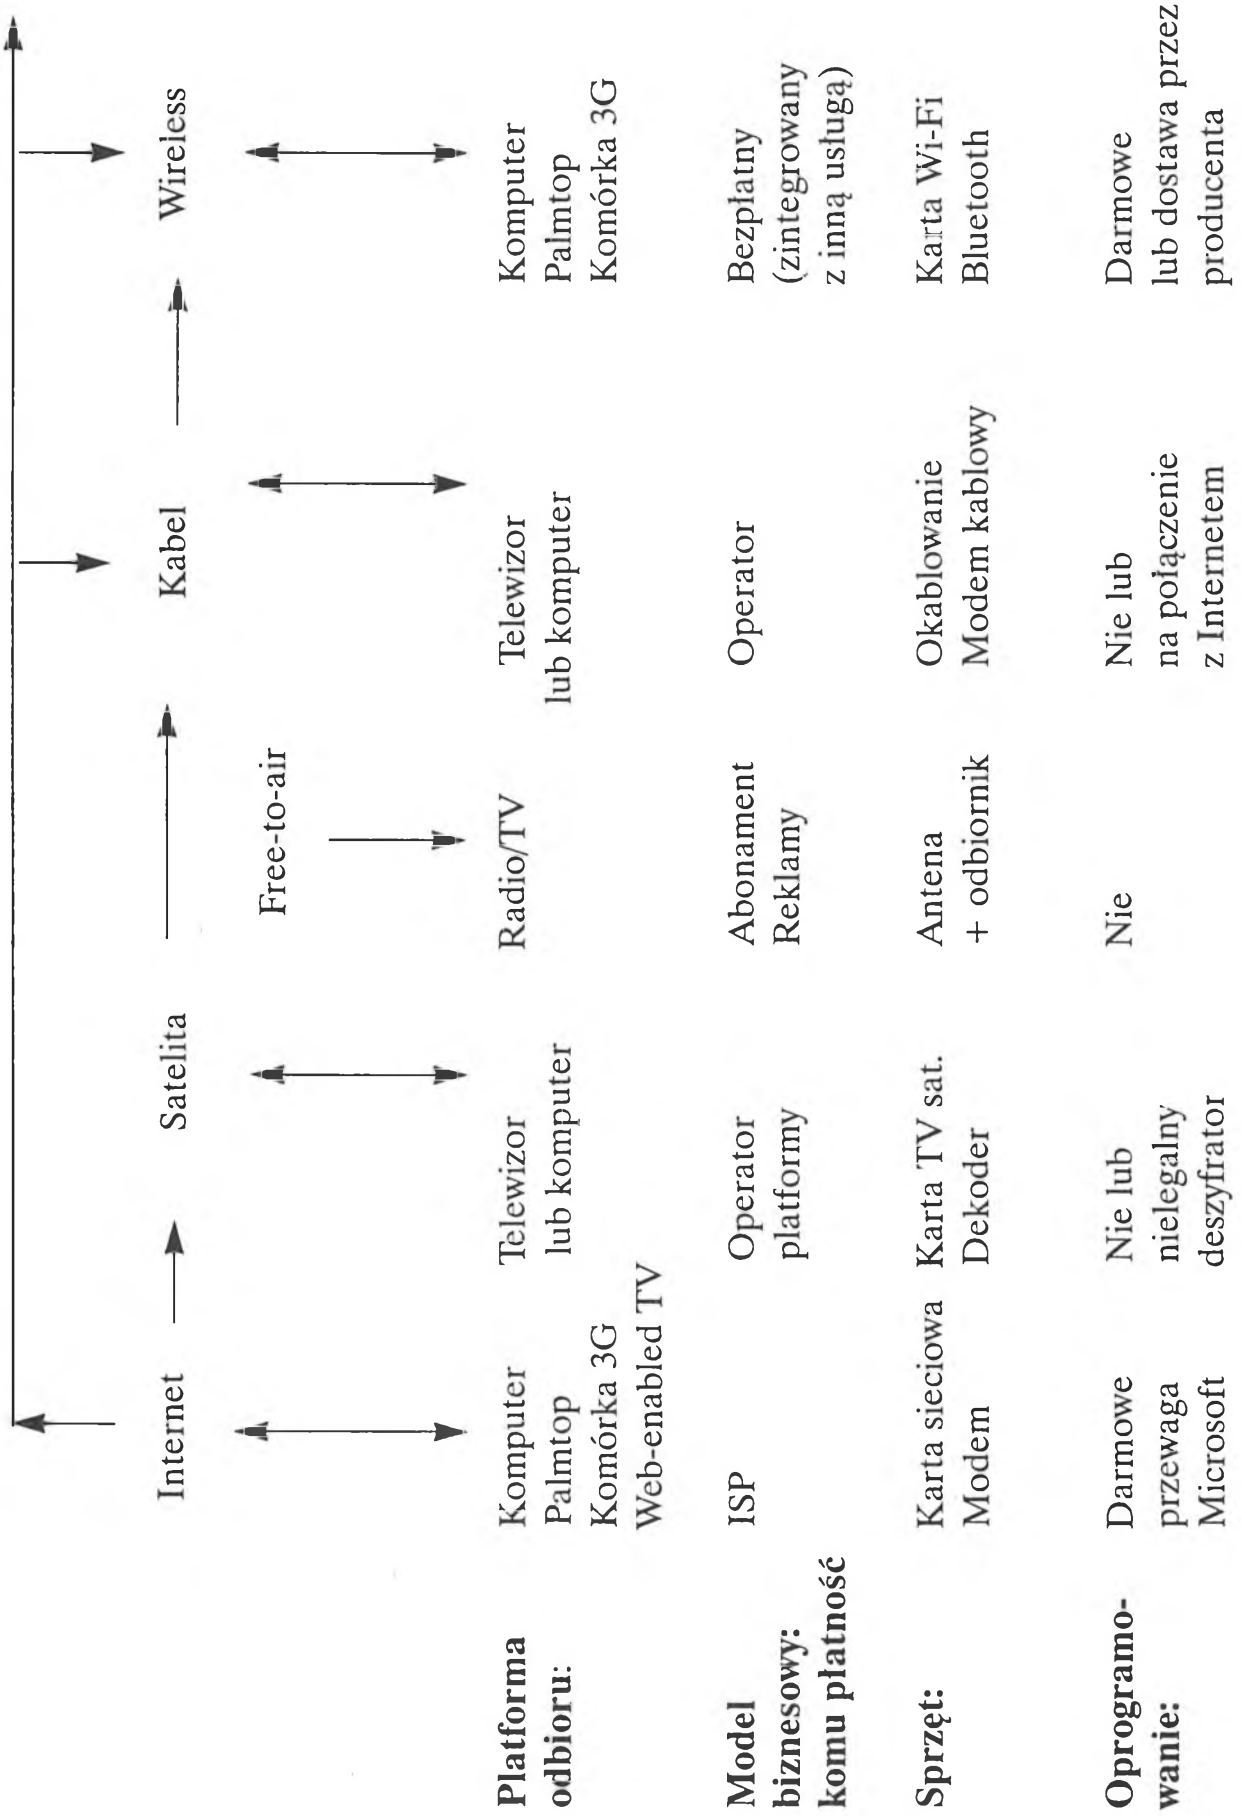 Internet
Satelita
Free-to-air
Kabel
Wireless
Platforma
odbioru:
Komputer
Palmtop
Komórka 3G
Web-enabled TV
Telewizor
lub komputer
Radio/TV
Telewizor
lub komputer
Komputer
Palmtop
Komórka 3G
Model
biznesowy:
komu płatność
ISP
Operator
platformy
Abonament
Reklamy
Operator
Bezpłatny
(zintegrowany
z inną usługą)
Sprzęt:
Karta sieciowa
Modem
Karta TV sat.
Dekoder
Antena
+ odbiornik
Okablowanie
Modem kablowy
Karta Wi-Fi
Bluetooth
Oprogramo-
wanie:
Darmowe
przewaga
Microsoft
Nie lub
nielegalny
deszyfrator
Nie
Nie lub
na połączenie
z Internetem
Darmowe
lub dostawa przez
producenta